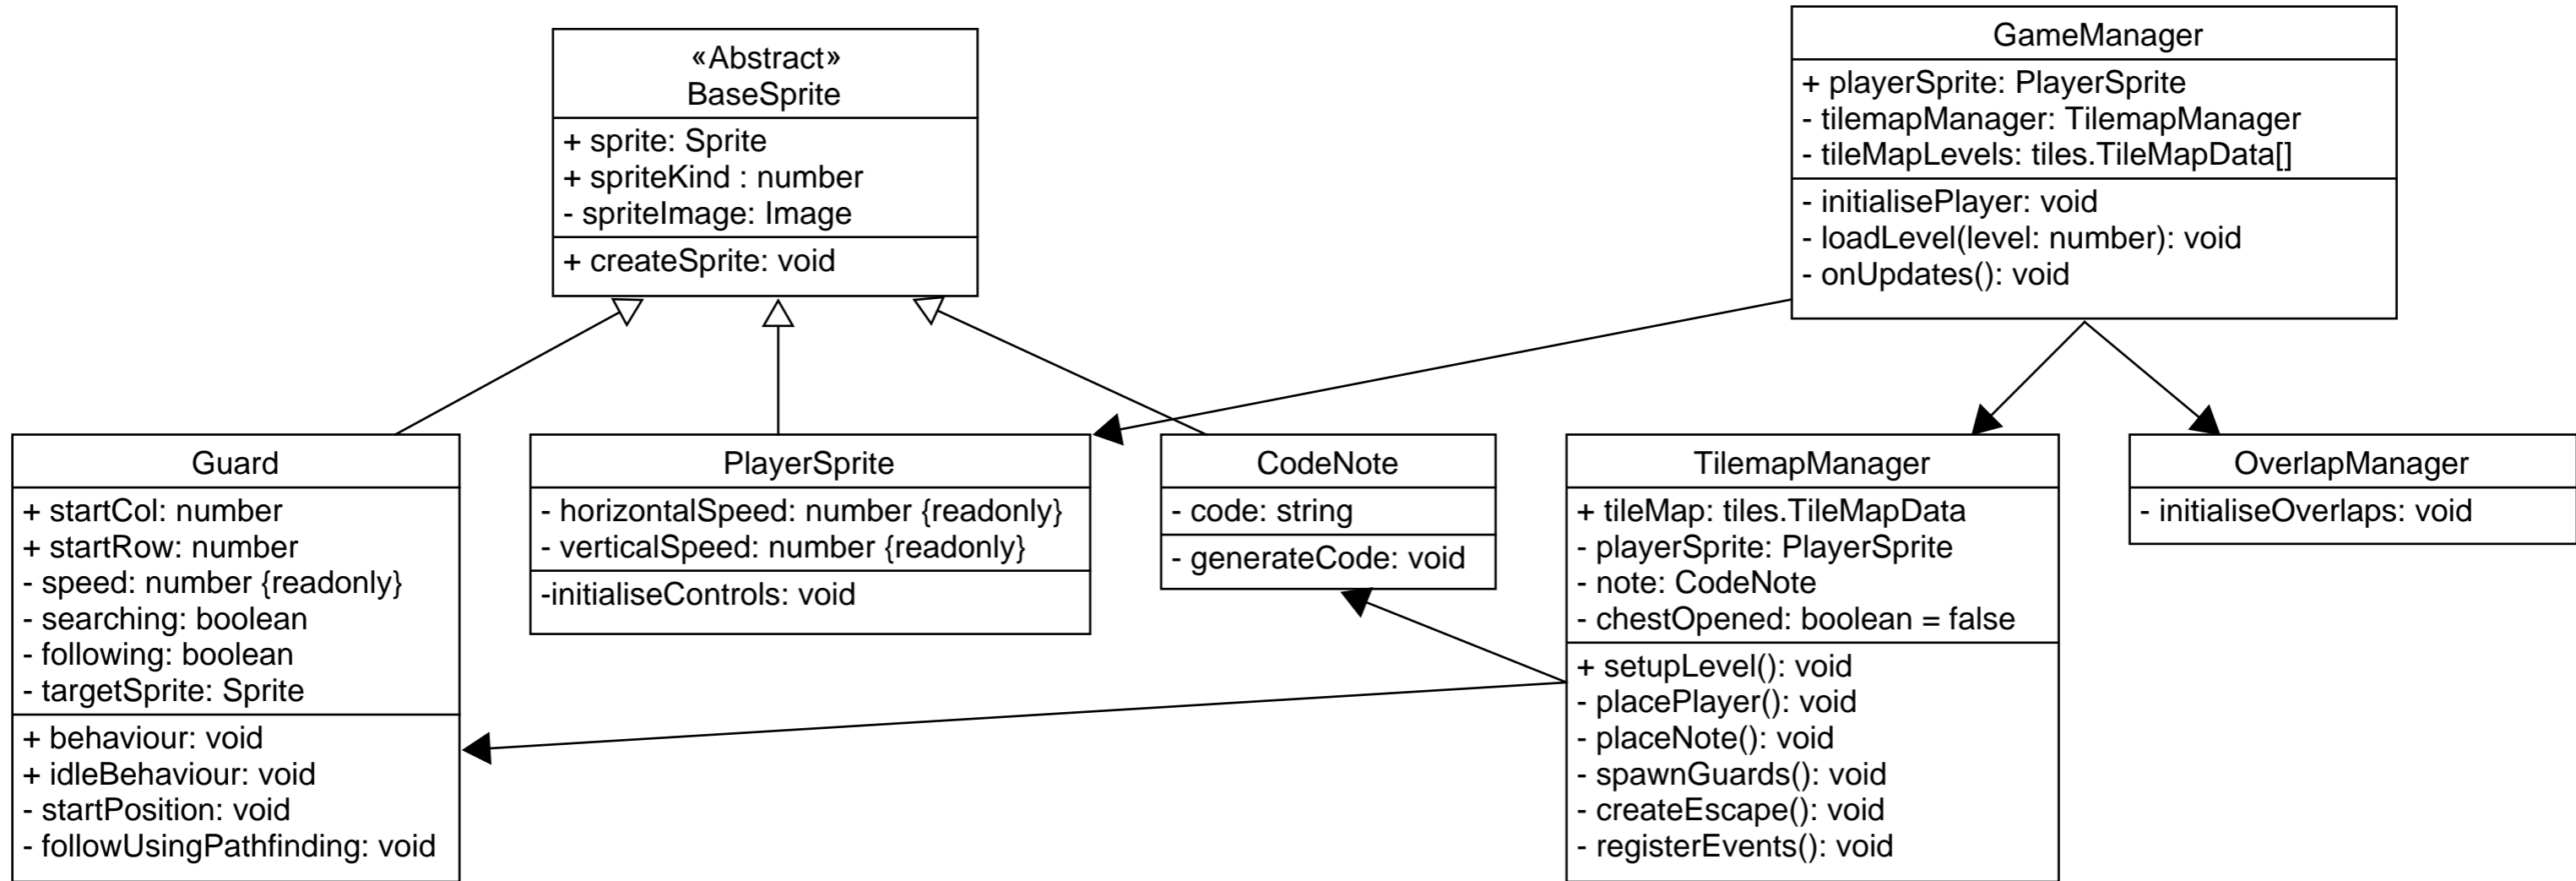 «Abstract»
BaseSprite
+ sprite: Sprite
+ spriteKind : number
- spriteImage: Image
+ createSprite: void
GameManager
+ playerSprite: PlayerSprite
- tilemapManager: TilemapManager
- tileMapLevels: tiles.TileMapData[]
- initialisePlayer: void
- loadLevel(level: number): void
- onUpdates(): void
Guard
+ startCol: number
+ startRow: number
- speed: number {readonly}
- searching: boolean
- following: boolean
- targetSprite: Sprite
+ behaviour: void
+ idleBehaviour: void
- startPosition: void
- followUsingPathfinding: void
PlayerSprite
- horizontalSpeed: number {readonly}
- verticalSpeed: number {readonly}
-initialiseControls: void
CodeNote
- code: string
- generateCode: void
TilemapManager
+ tileMap: tiles.TileMapData
- playerSprite: PlayerSprite
- note: CodeNote
- chestOpened: boolean = false
+ setupLevel(): void
- placePlayer(): void
- placeNote(): void
- spawnGuards(): void
- createEscape(): void
- registerEvents(): void
OverlapManager
- initialiseOverlaps: void